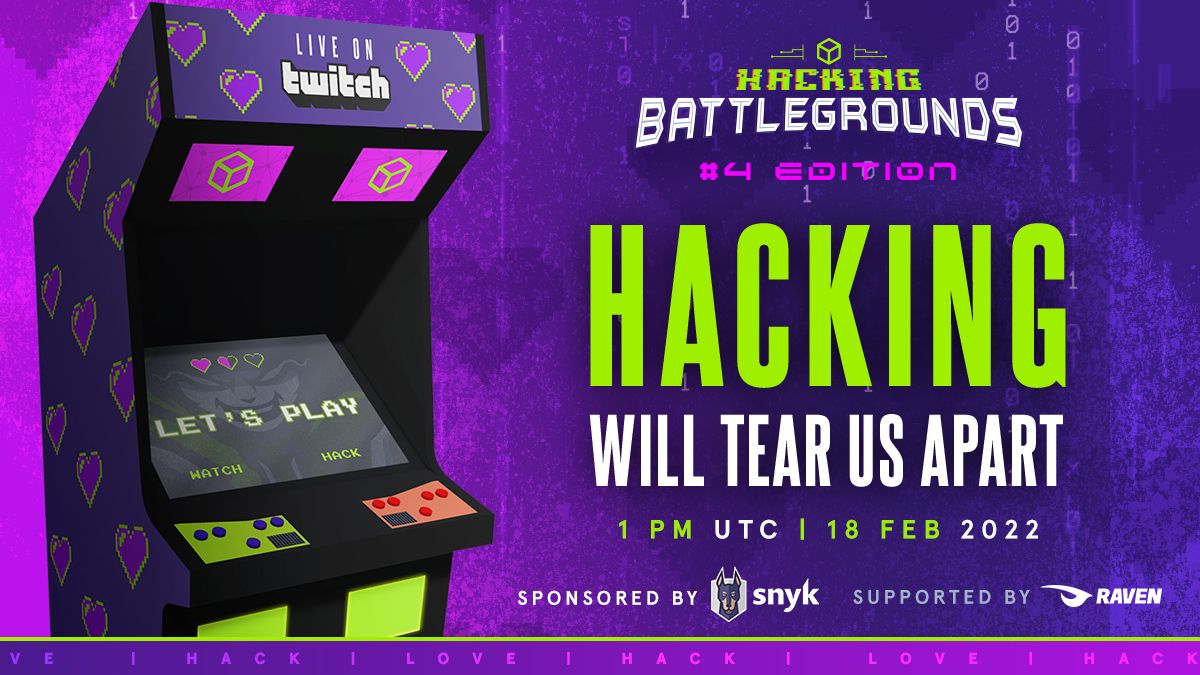 LIVE ON
twitch
LET'S PLAY
WATCH
HACK
HACKING
BATTLEGROUNDS
#4 EDITION
HACKING
WILL TEAR US APART
1 PM UTC | 18 FEB 2022
SPONSORED BY snyk SUPPORTED BY RAVEN
VE | HACK | LOVE | HACK | LOVE | HACK